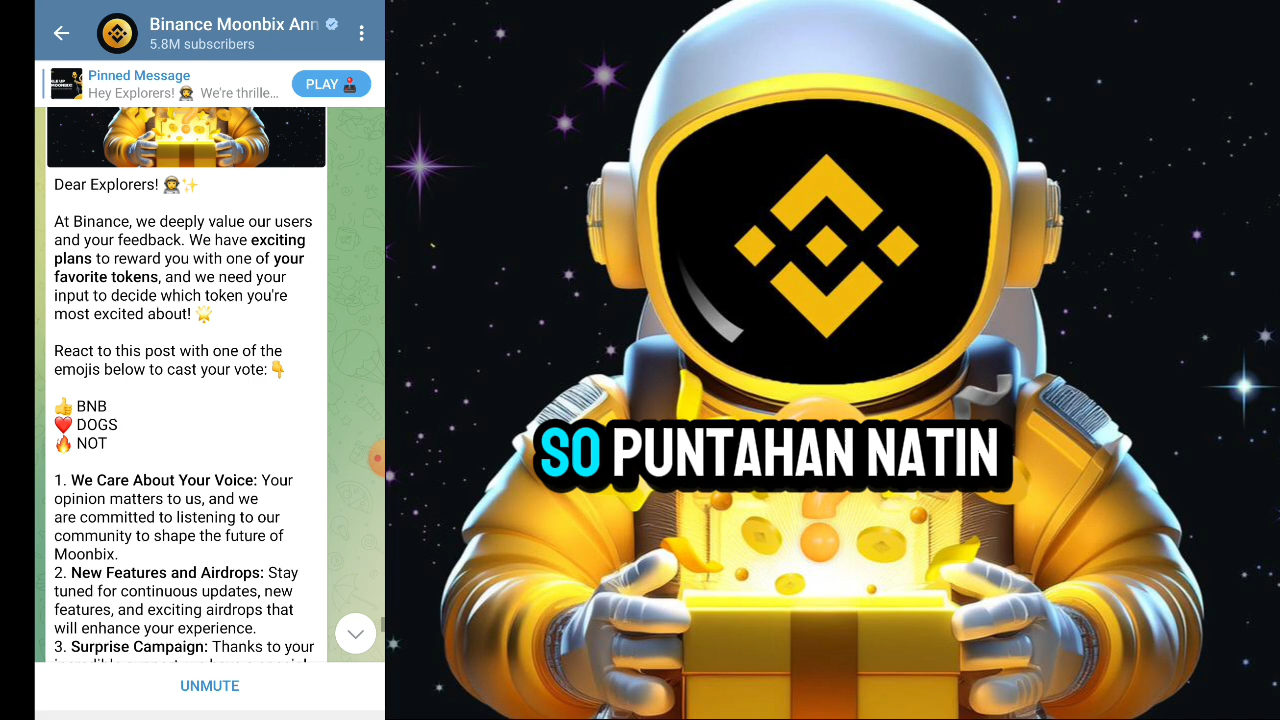 Binance Moonbix Ann
5.8M subscribers
Pinned Message
Hey Explorers! 👩‍🚀 We're thrille...
PLAY 🕹️
Dear Explorers! 👩‍🚀✨
At Binance, we deeply value our users
and your feedback. We have exciting
plans to reward you with one of your
favorite tokens, and we need your
input to decide which token you're
most excited about! 🌟
React to this post with one of the
emojis below to cast your vote:👇
👍 BNB
❤️ DOGS
🔥 NOT
1. We Care About Your Voice: Your
opinion matters to us, and we
are committed to listening to our
community to shape the future of
Moonbix.
2. New Features and Airdrops: Stay
tuned for continuous updates, new
features, and exciting airdrops that
will enhance your experience.
3. Surprise Campaign: Thanks to your
UNMUTE
SO PUNTAHAN NATIN